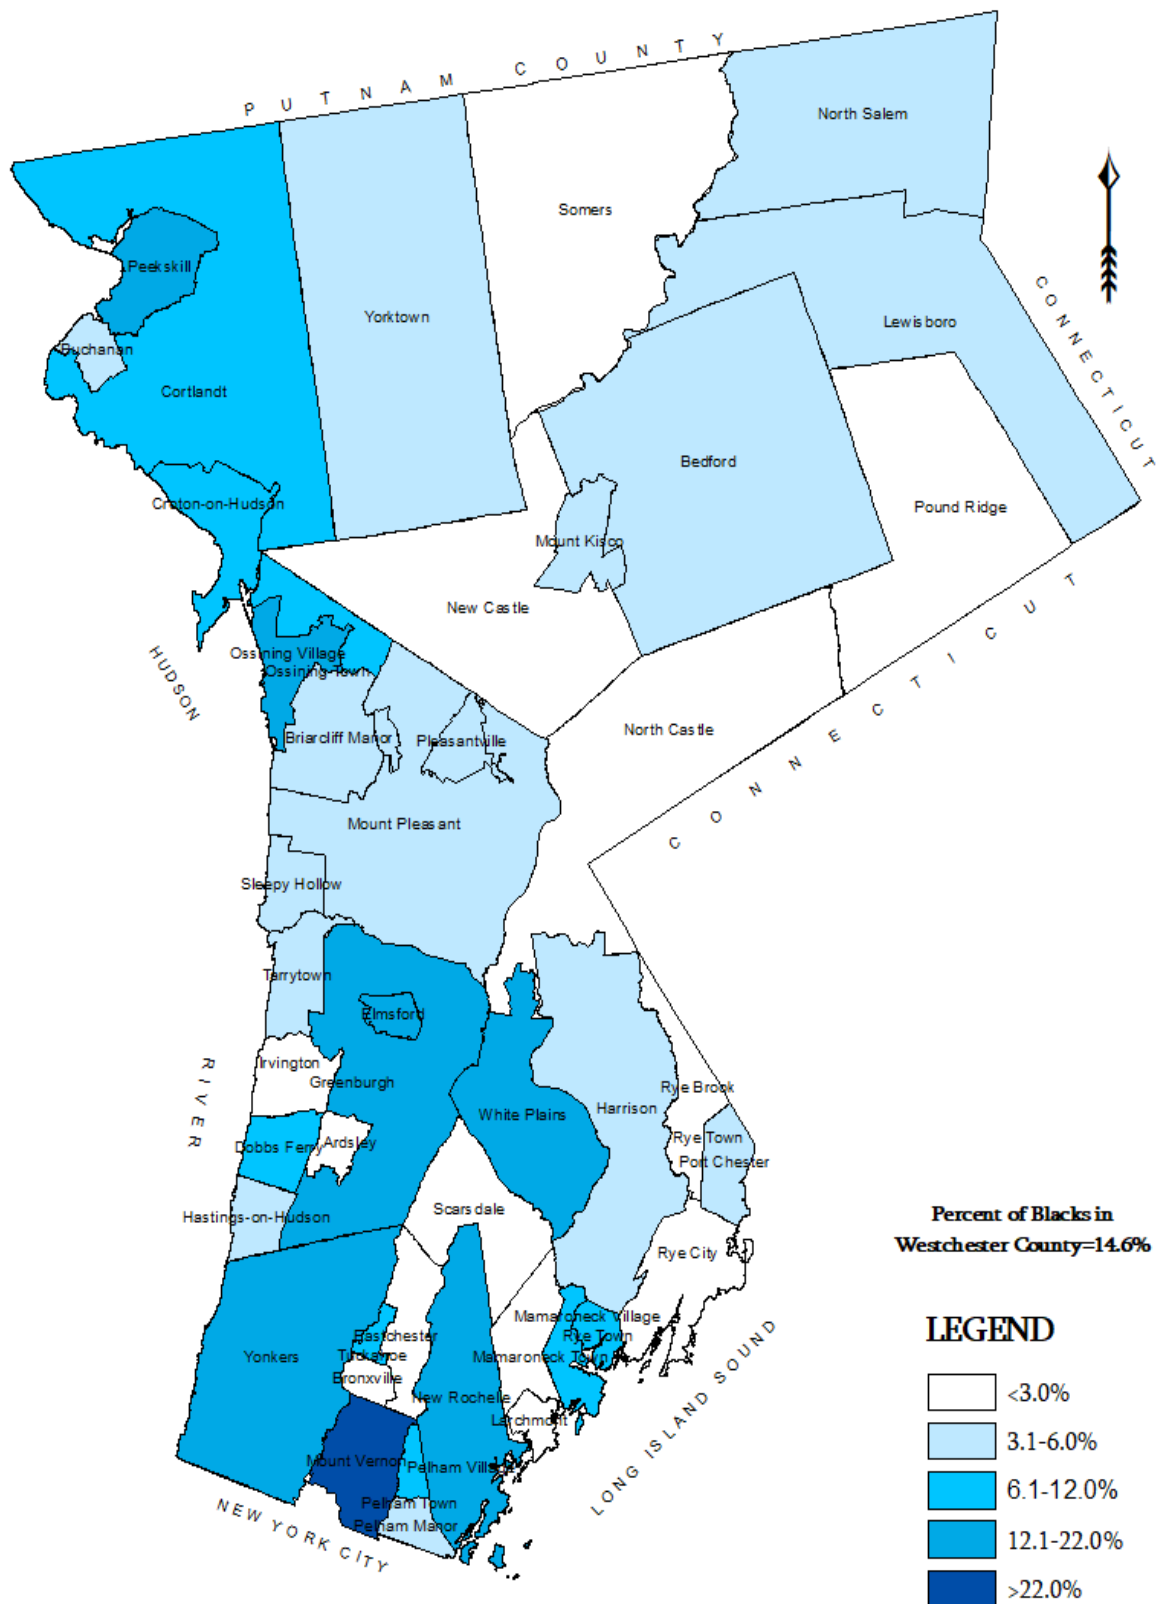 PUTNAM COUNTY
North Salem
Somers
Peekskill
Yorktown
Lewisboro
CONNECTICUT
Buchanan
Cortlandt
Bedford
Croton-on-Hudson
Pound Ridge
Mount Kisco
New Castle
HUDSON
Ossining Village
Ossining Town
CONNECTICUT
North Castle
Briarcliff Manor
Pleasantville
Mount Pleasant
Sleepy Hollow
Tarrytown
Elmsford
Irvington
Greenburgh
RIVER
Rye Brook
White Plains
Harrison
Rye Town
Dobbs Ferry
Ardsley
Port Chester
Scarsdale
Hastings-on-Hudson
Rye City
Percent of Blacks in
Westchester County=14.6%
Mamaroneck Village
Eastchester
Rye Town
Tuckahoe
Mamaroneck Town
Yonkers
Bronxville
New Rochelle
Larchmont
LONG ISLAND SOUND
Mount Vernon
Pelham Village
Pelham Town
Pelham Manor
NEW YORK CITY
LEGEND
<3.0%
3.1-6.0%
6.1-12.0%
12.1-22.0%
>22.0%